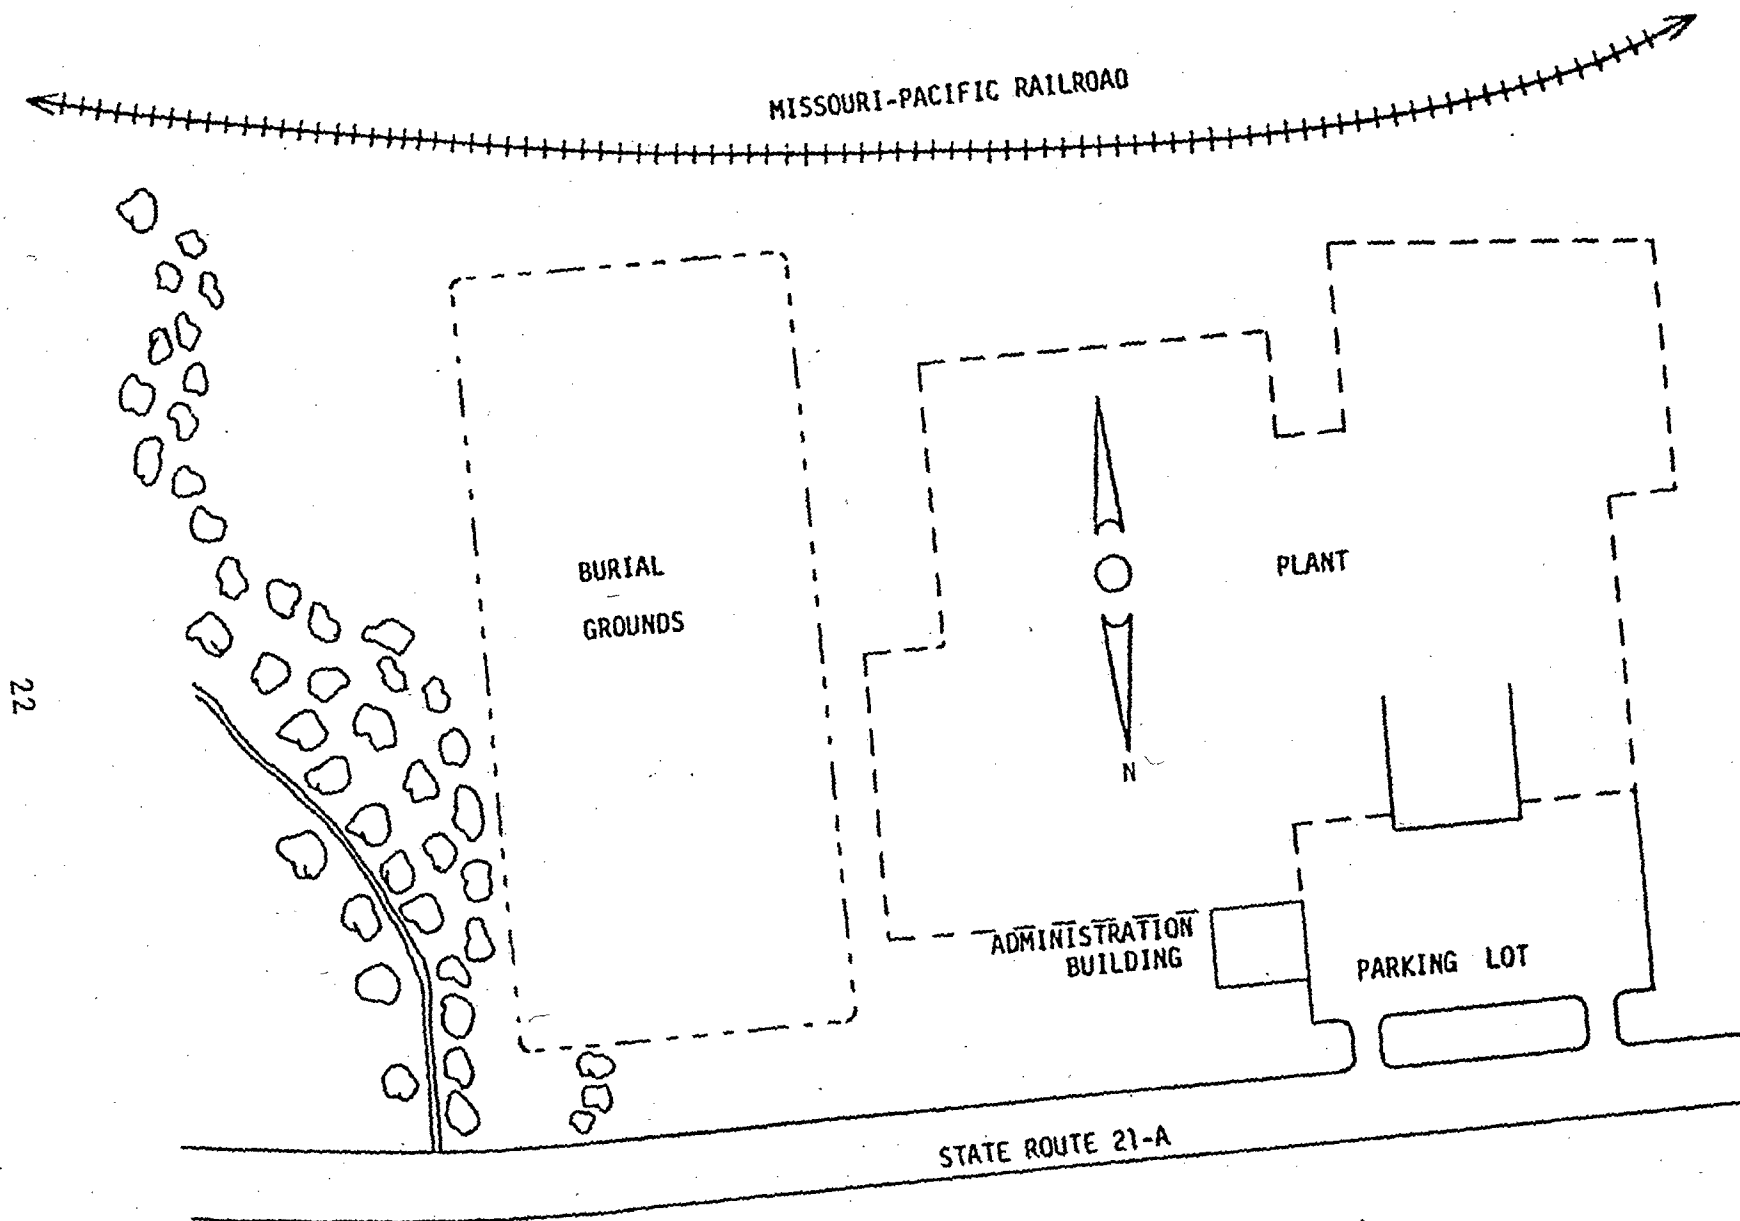 MISSOURI-PACIFIC RAILROAD
BURIAL
GROUNDS
PLANT
N
ADMINISTRATION
BUILDING
PARKING LOT
STATE ROUTE 21-A
22